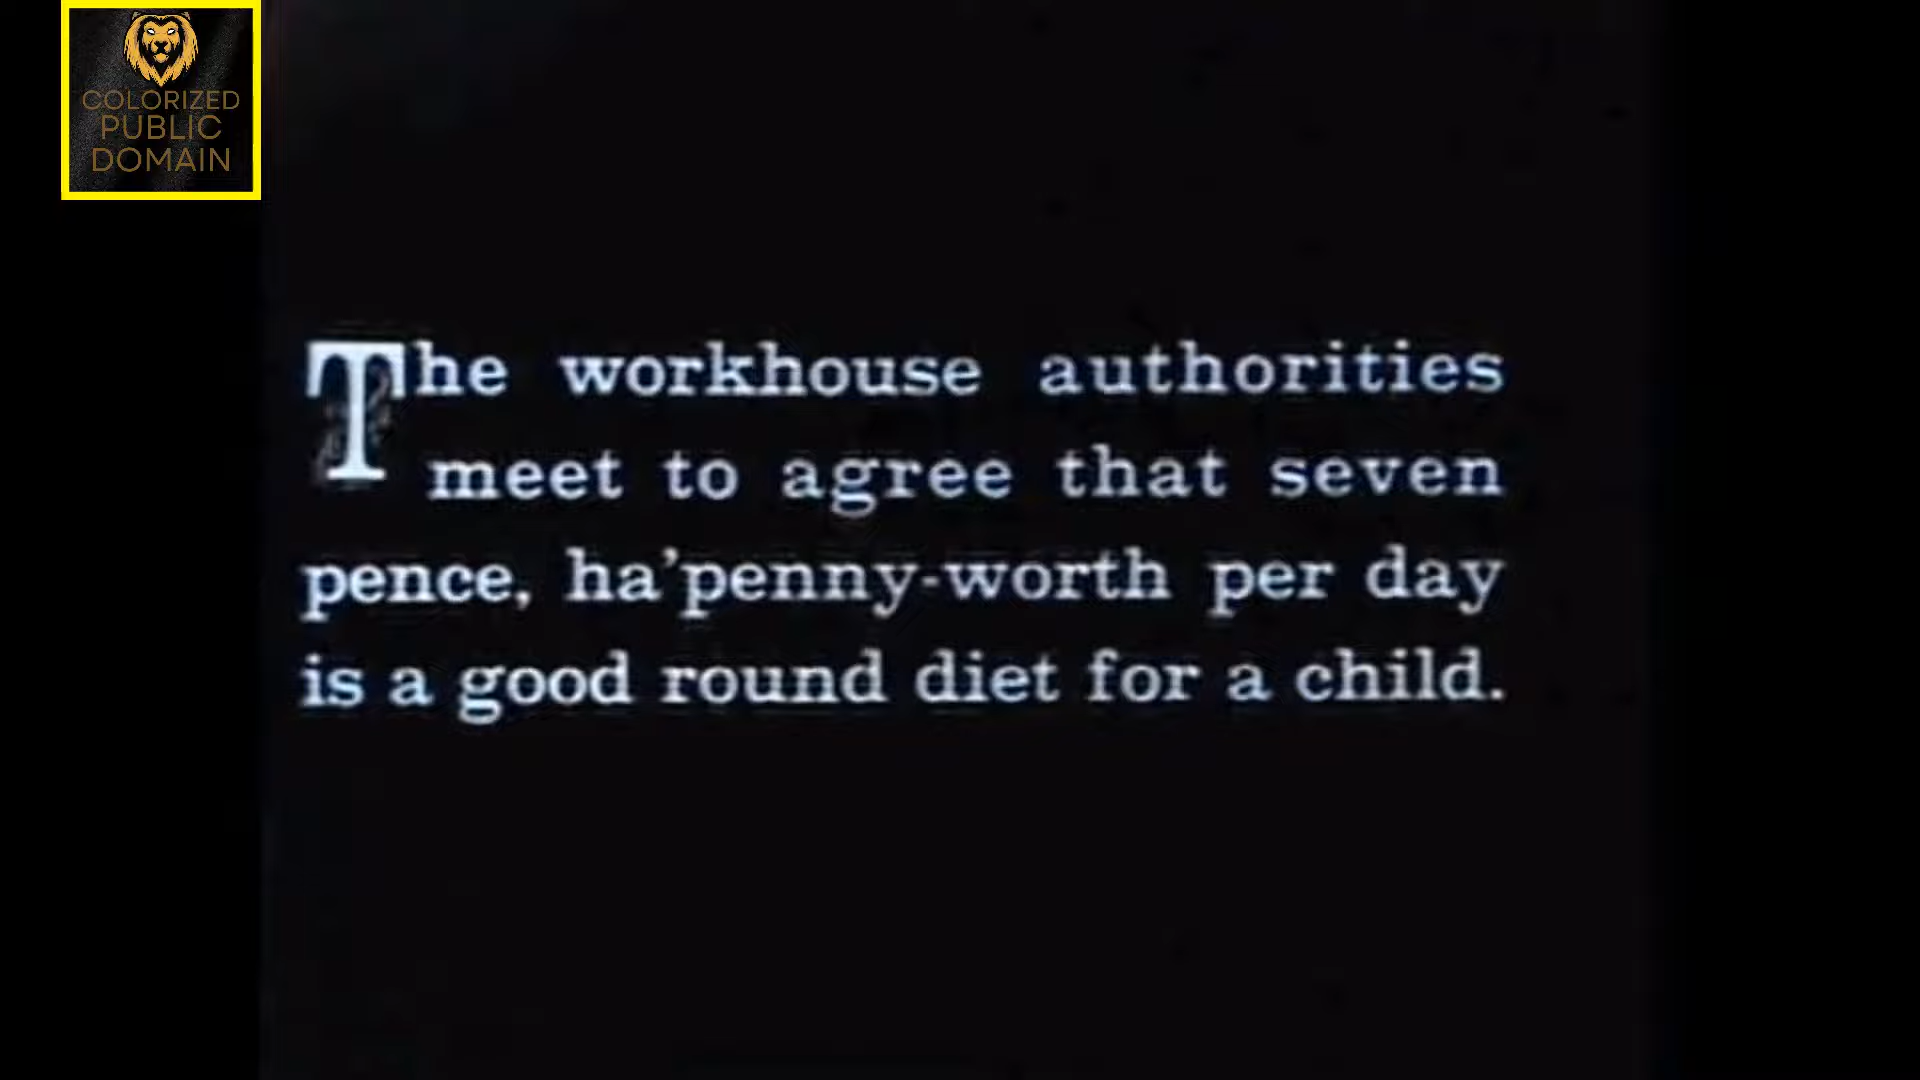 COLORIZED
PUBLIC
DOMAIN
The workhouse authorities
meet to agree that seven
pence, ha'penny-worth per day
is a good round diet for a child.